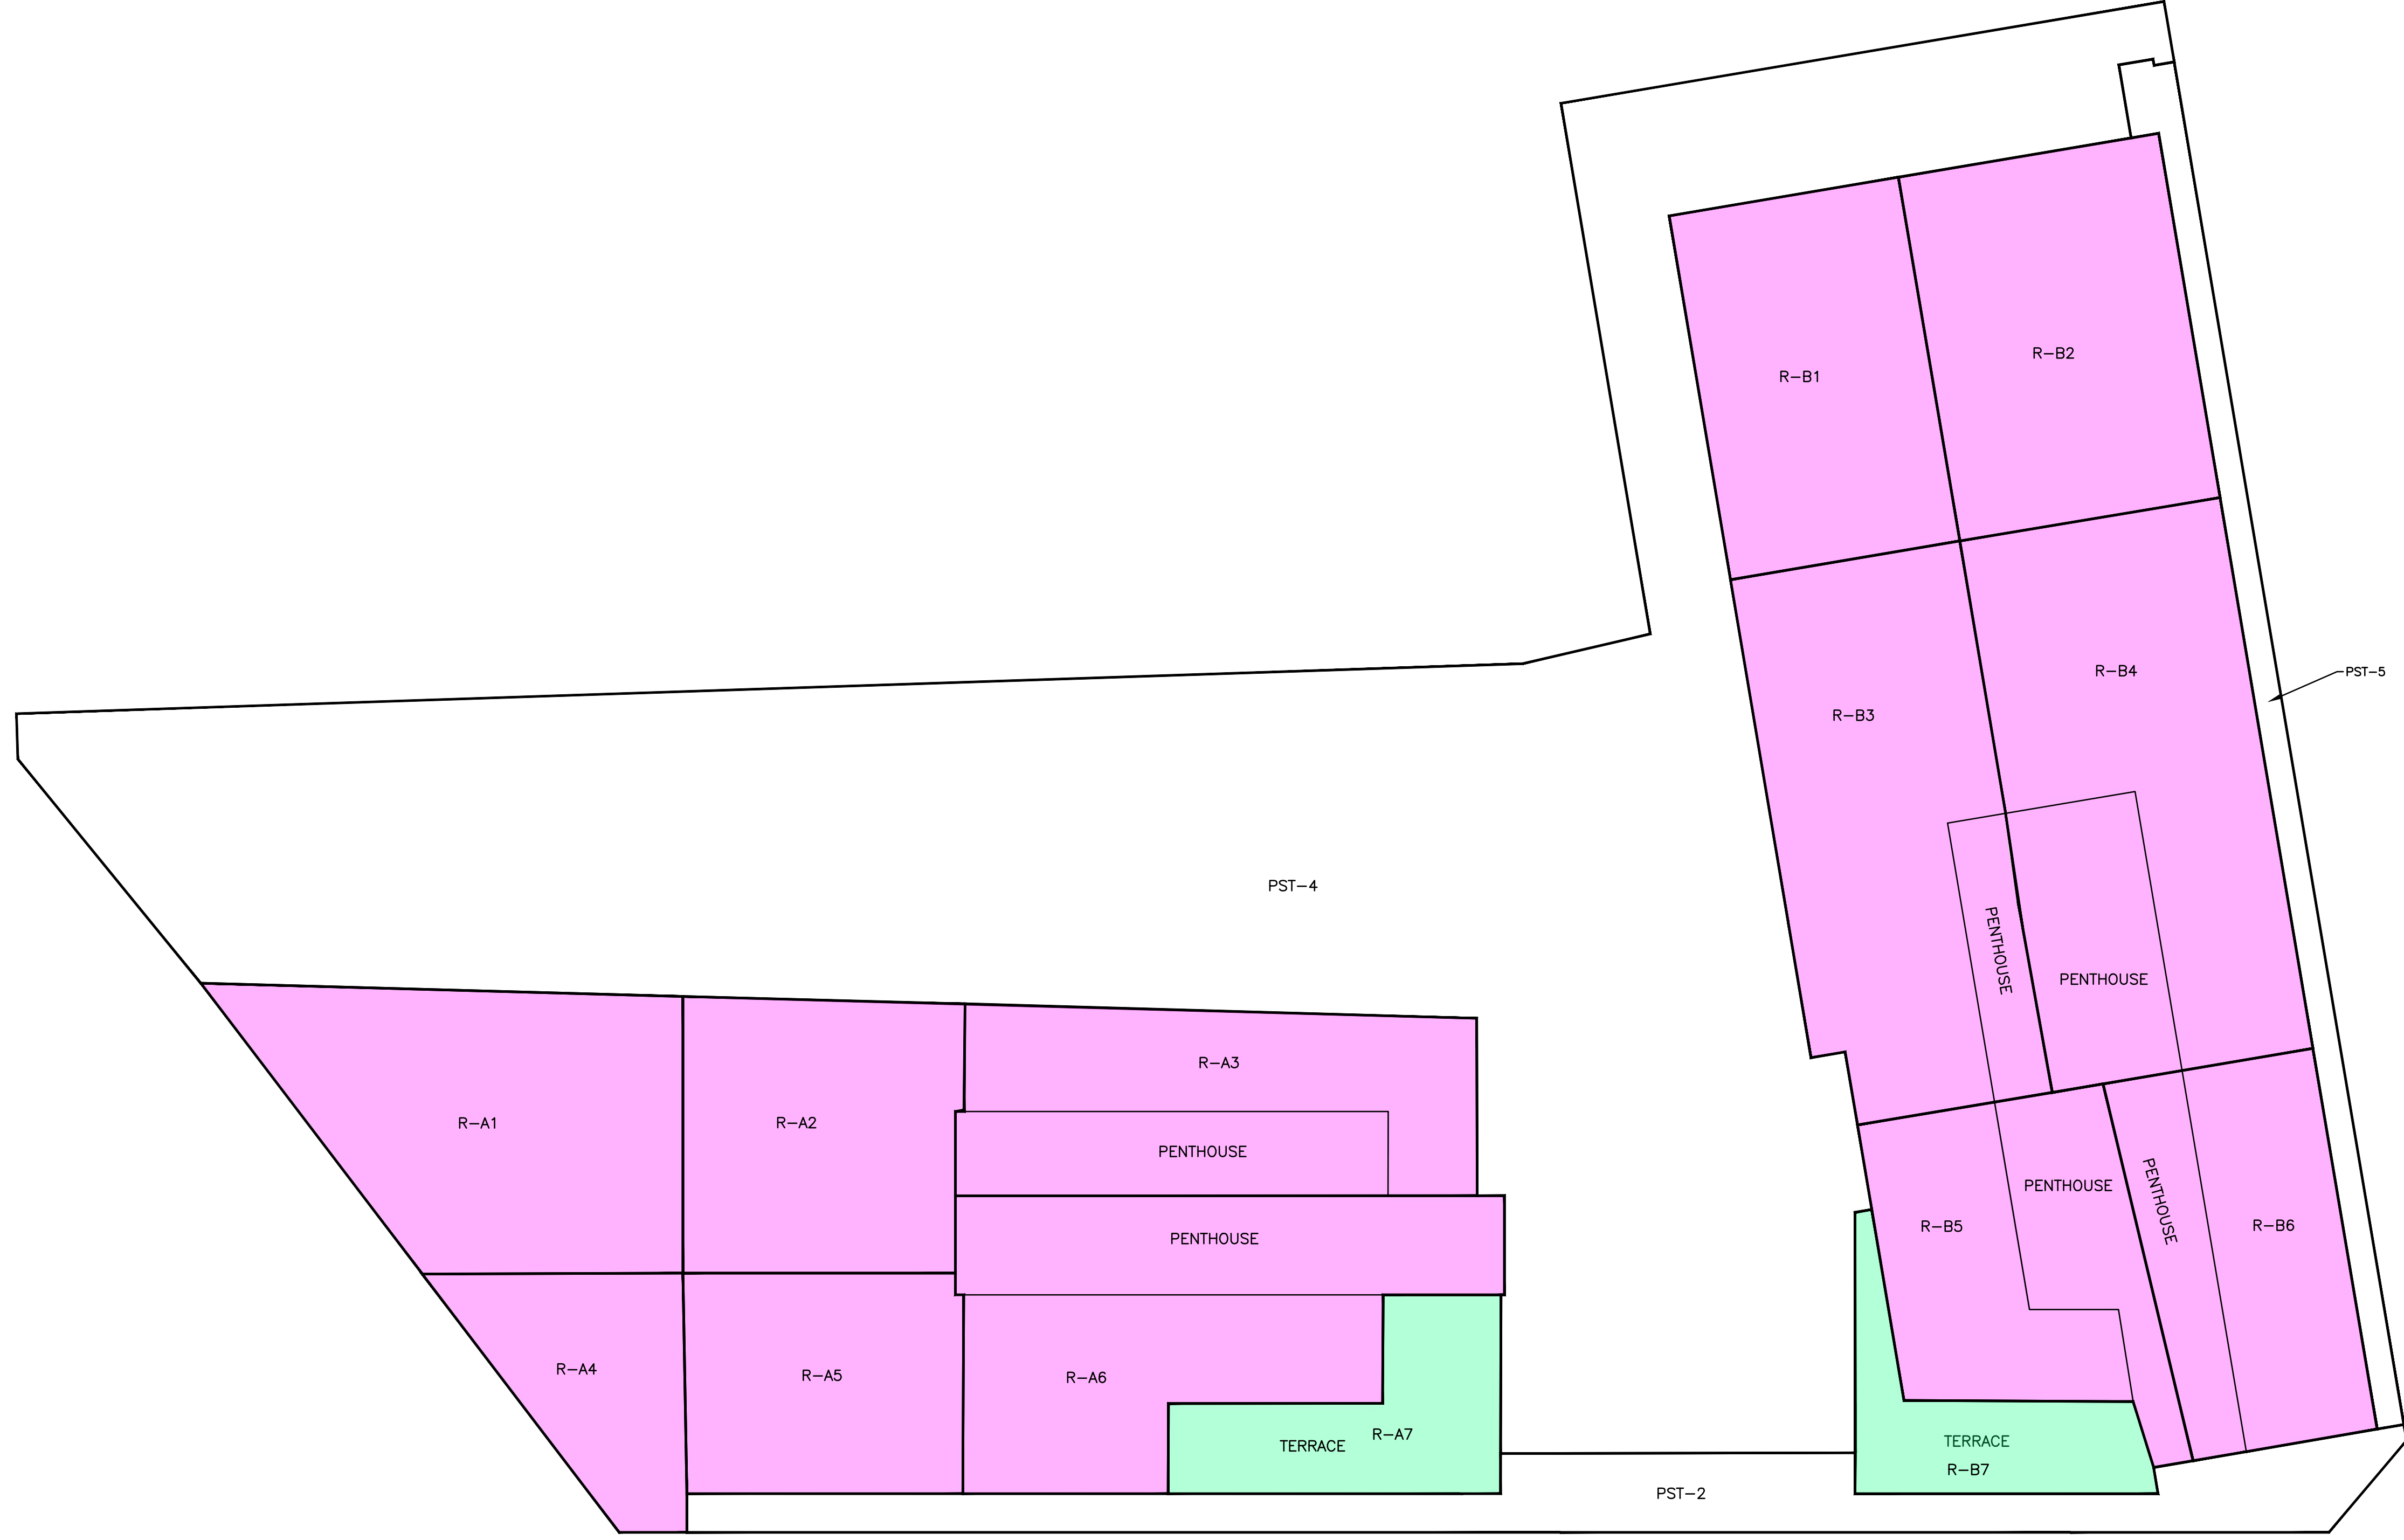 R-B2
R-B1
R-B4
PST-5
R-B3
PST-4
PENTHOUSE
PENTHOUSE
R-A3
R-A1
R-A2
PENTHOUSE
PENTHOUSE
PENTHOUSE
PENTHOUSE
R-B5
R-B6
R-A4
R-A5
R-A6
R-A7
TERRACE
TERRACE
R-B7
PST-2